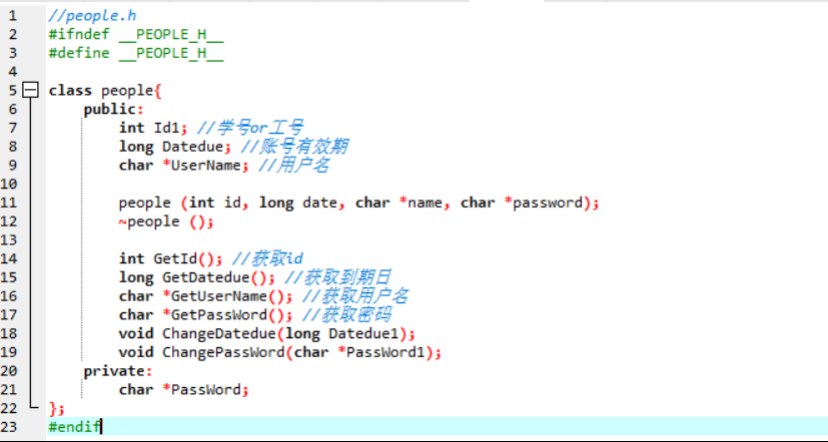 1 //people.h
2 #ifndef __PEOPLE_H__
3 #define __PEOPLE_H__
4
5 class people{
6 public:
7 int Id1; //学号or工号
8 long Datedue; //账号有效期
9 char *UserName; //用户名
10
11 people (int id, long date, char *name, char *password);
12 ~people ();
13
14 int GetId(); //获取id
15 long GetDatedue(); //获取到期日
16 char *GetUserName(); //获取用户名
17 char *GetPassWord(); //获取密码
18 void ChangeDatedue(long Datedue1);
19 void ChangePassWord(char *PassWord1);
20 private:
21 char *PassWord;
22 };
23 #endif